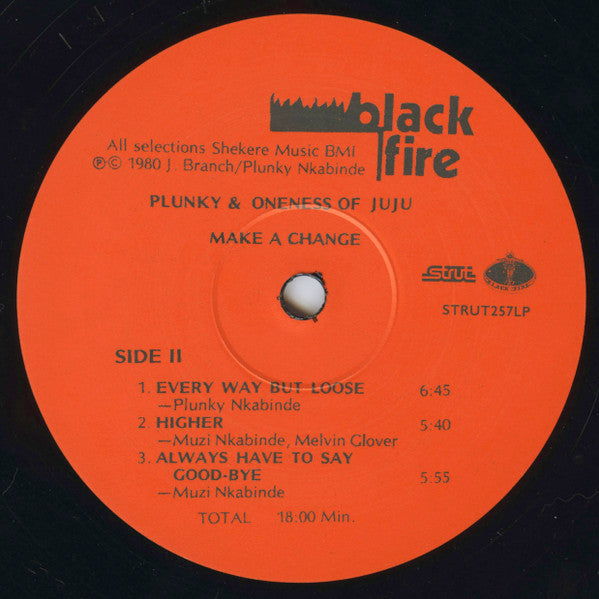 black
fire
All selections Shekere Music BMI
℗© 1980 J. Branch/Plunky Nkabinde
PLUNKY & ONENESS OF JUJU
MAKE A CHANGE
strut
BLACK FIRE
STRUT257LP
SIDE II
1. EVERY WAY BUT LOOSE 6:45
—Plunky Nkabinde
2. HIGHER 5:40
—Muzi Nkabinde, Melvin Glover
3. ALWAYS HAVE TO SAY
GOOD-BYE 5:55
—Muzi Nkabinde
TOTAL 18:00 Min.